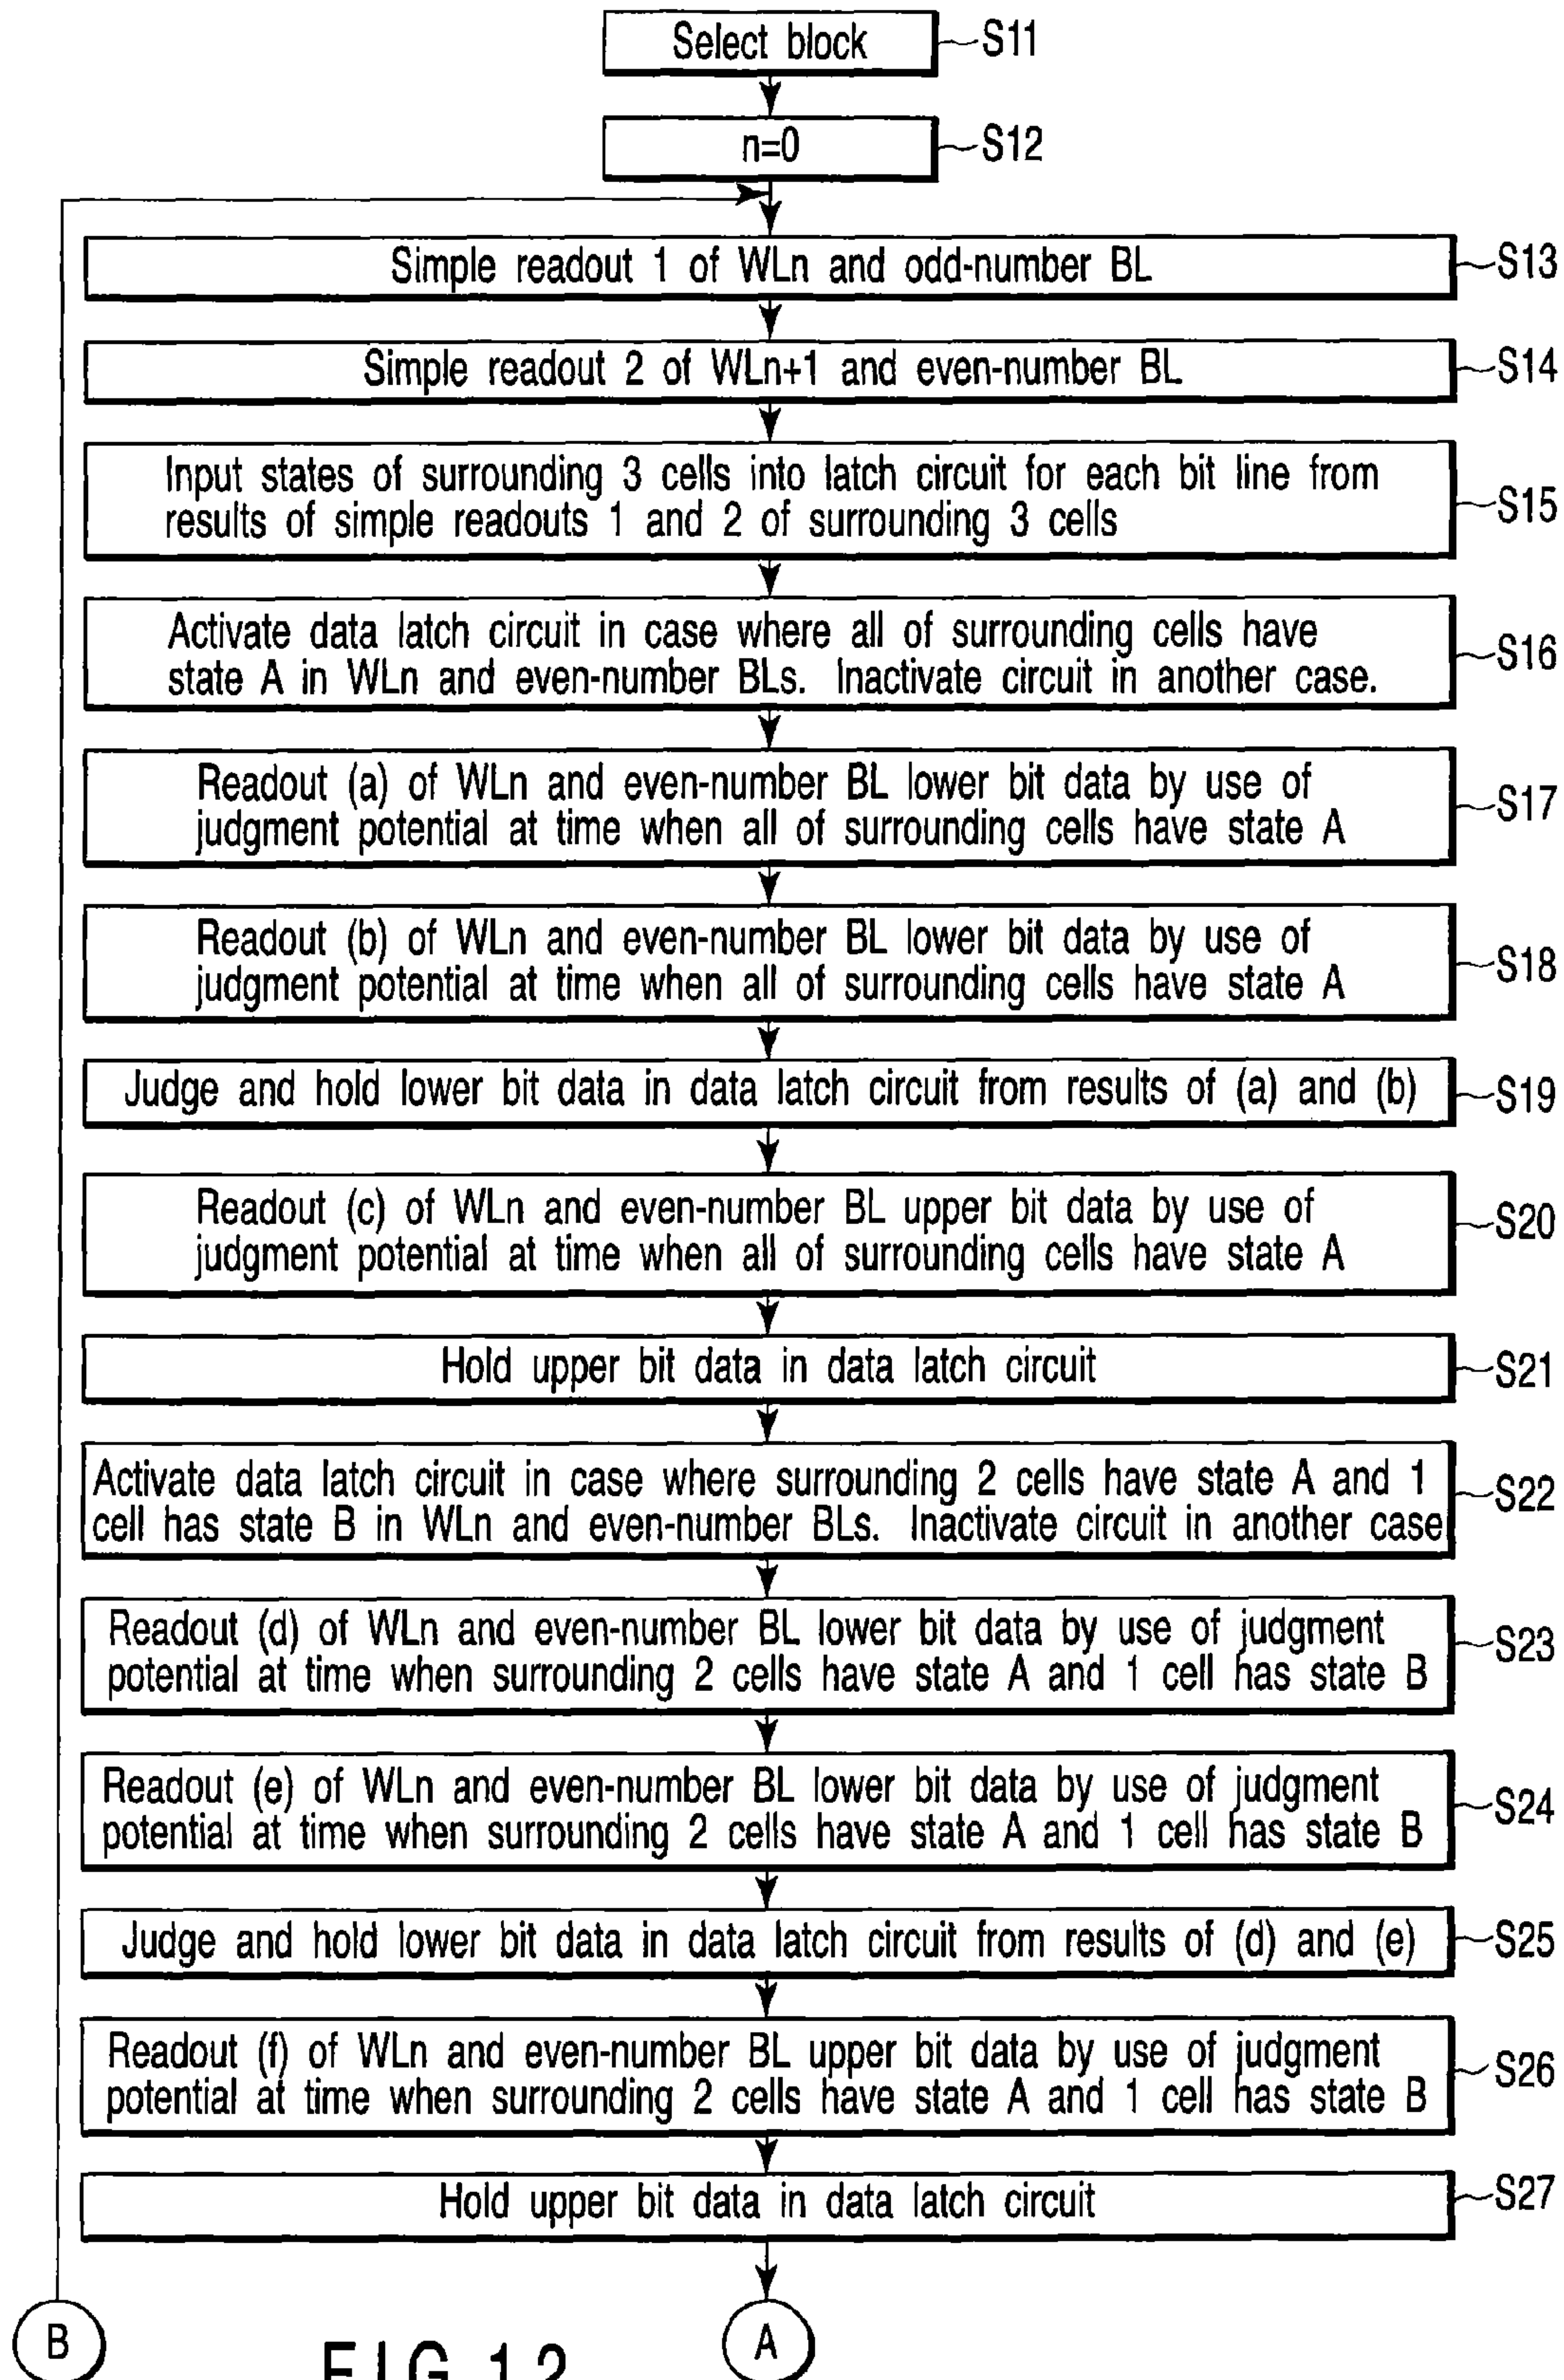 Select block
S11
n=0
S12
Simple readout 1 of WLn and odd-number BL
S13
Simple readout 2 of WLn+1 and even-number BL
S14
Input states of surrounding 3 cells into latch circuit for each bit line from
results of simple readouts 1 and 2 of surrounding 3 cells
S15
Activate data latch circuit in case where all of surrounding cells have
state A in WLn and even-number BLs. Inactivate circuit in another case.
S16
Readout (a) of WLn and even-number BL lower bit data by use of
judgment potential at time when all of surrounding cells have state A
S17
Readout (b) of WLn and even-number BL lower bit data by use of
judgment potential at time when all of surrounding cells have state A
S18
Judge and hold lower bit data in data latch circuit from results of (a) and (b)
S19
Readout (c) of WLn and even-number BL upper bit data by use of
judgment potential at time when all of surrounding cells have state A
S20
Hold upper bit data in data latch circuit
S21
Activate data latch circuit in case where surrounding 2 cells have state A and 1
cell has state B in WLn and even-number BLs. Inactivate circuit in another case
S22
Readout (d) of WLn and even-number BL lower bit data by use of judgment
potential at time when surrounding 2 cells have state A and 1 cell has state B
S23
Readout (e) of WLn and even-number BL lower bit data by use of judgment
potential at time when surrounding 2 cells have state A and 1 cell has state B
S24
Judge and hold lower bit data in data latch circuit from results of (d) and (e)
S25
Readout (f) of WLn and even-number BL upper bit data by use of judgment
potential at time when surrounding 2 cells have state A and 1 cell has state B
S26
Hold upper bit data in data latch circuit
S27
B
A
FIG.12